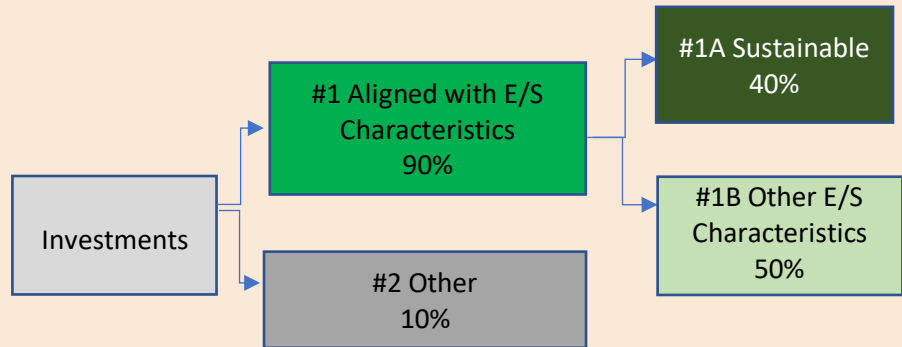 Investments
#1 Aligned with E/S
Characteristics
90%
#2 Other
10%
#1A Sustainable
40%
#1B Other E/S
Characteristics
50%